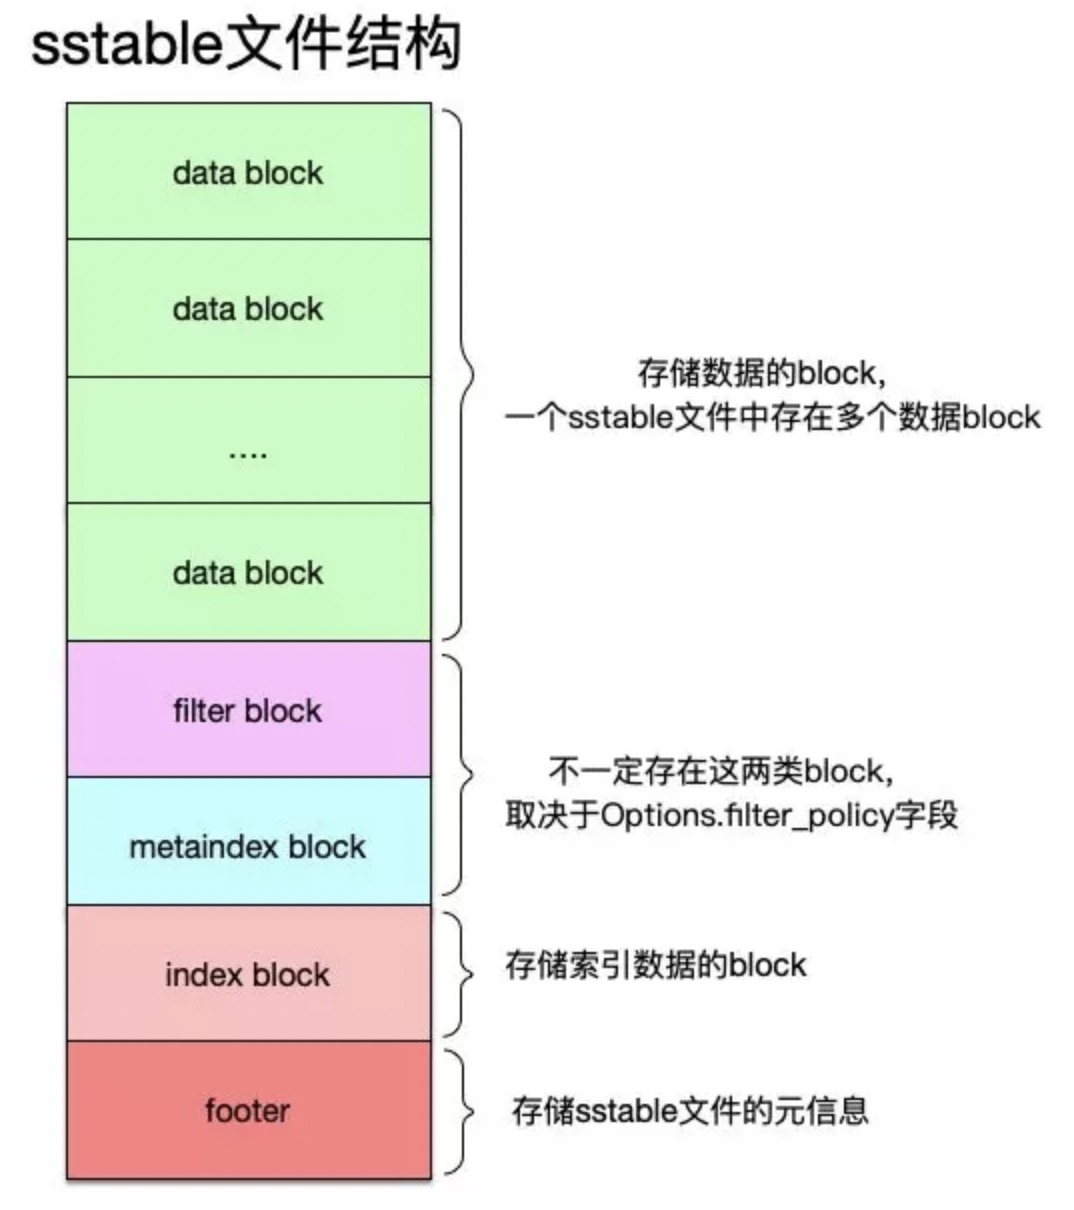 sstable文件结构
data block
data block
....
data block
存储数据的block,
一个sstable文件中存在多个数据block
filter block
metaindex block
不一定存在这两类block,
取决于Options.filter_policy字段
index block
存储索引数据的block
footer
存储sstable文件的元信息